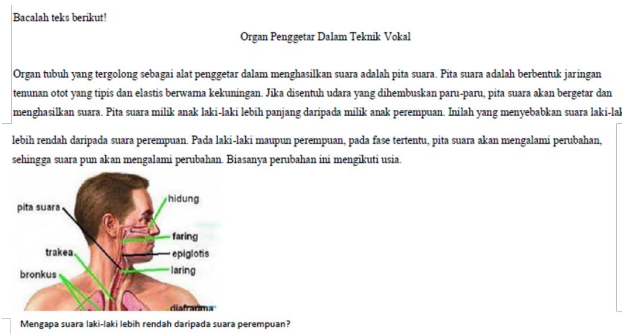 Bacalah teks berikut!
Organ Penggetar Dalam Teknik Vokal
Organ tubuh yang tergolong sebagai alat penggetar dalam menghasilkan suara adalah pita suara. Pita suara adalah berbentuk jaringan
tenunan otot yang tipis dan elastis berwarna kekuningan. Jika disentuh udara yang dihembuskan paru-paru, pita suara akan bergetar dan
menghasilkan suara. Pita suara milik anak laki-laki lebih panjang daripada milik anak perempuan. Inilah yang menyebabkan suara laki-lak
lebih rendah daripada suara perempuan. Pada laki-laki maupun perempuan, pada fase tertentu, pita suara akan mengalami perubahan,
sehingga suara pun akan mengalami perubahan. Biasanya perubahan ini mengikuti usia.
hidung
pita suara
faring
epiglotis
trakea
laring
bronkus
diafragma
Mengapa suara laki-laki lebih rendah daripada suara perempuan?